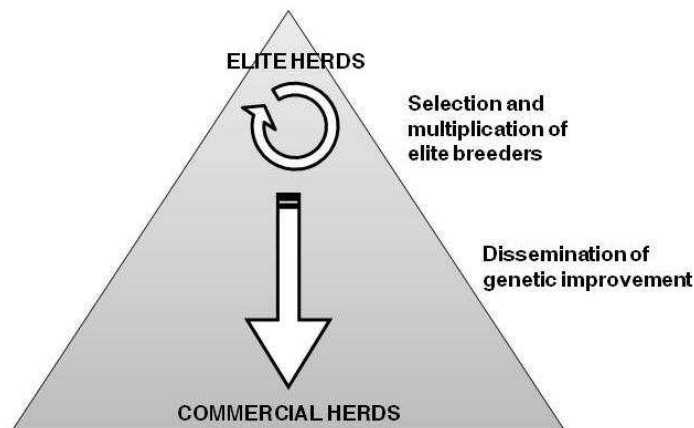 ELITE HERDS
Selection and
multiplication of
elite breeders
Dissemination of
genetic improvement
COMMERCIAL HERDS